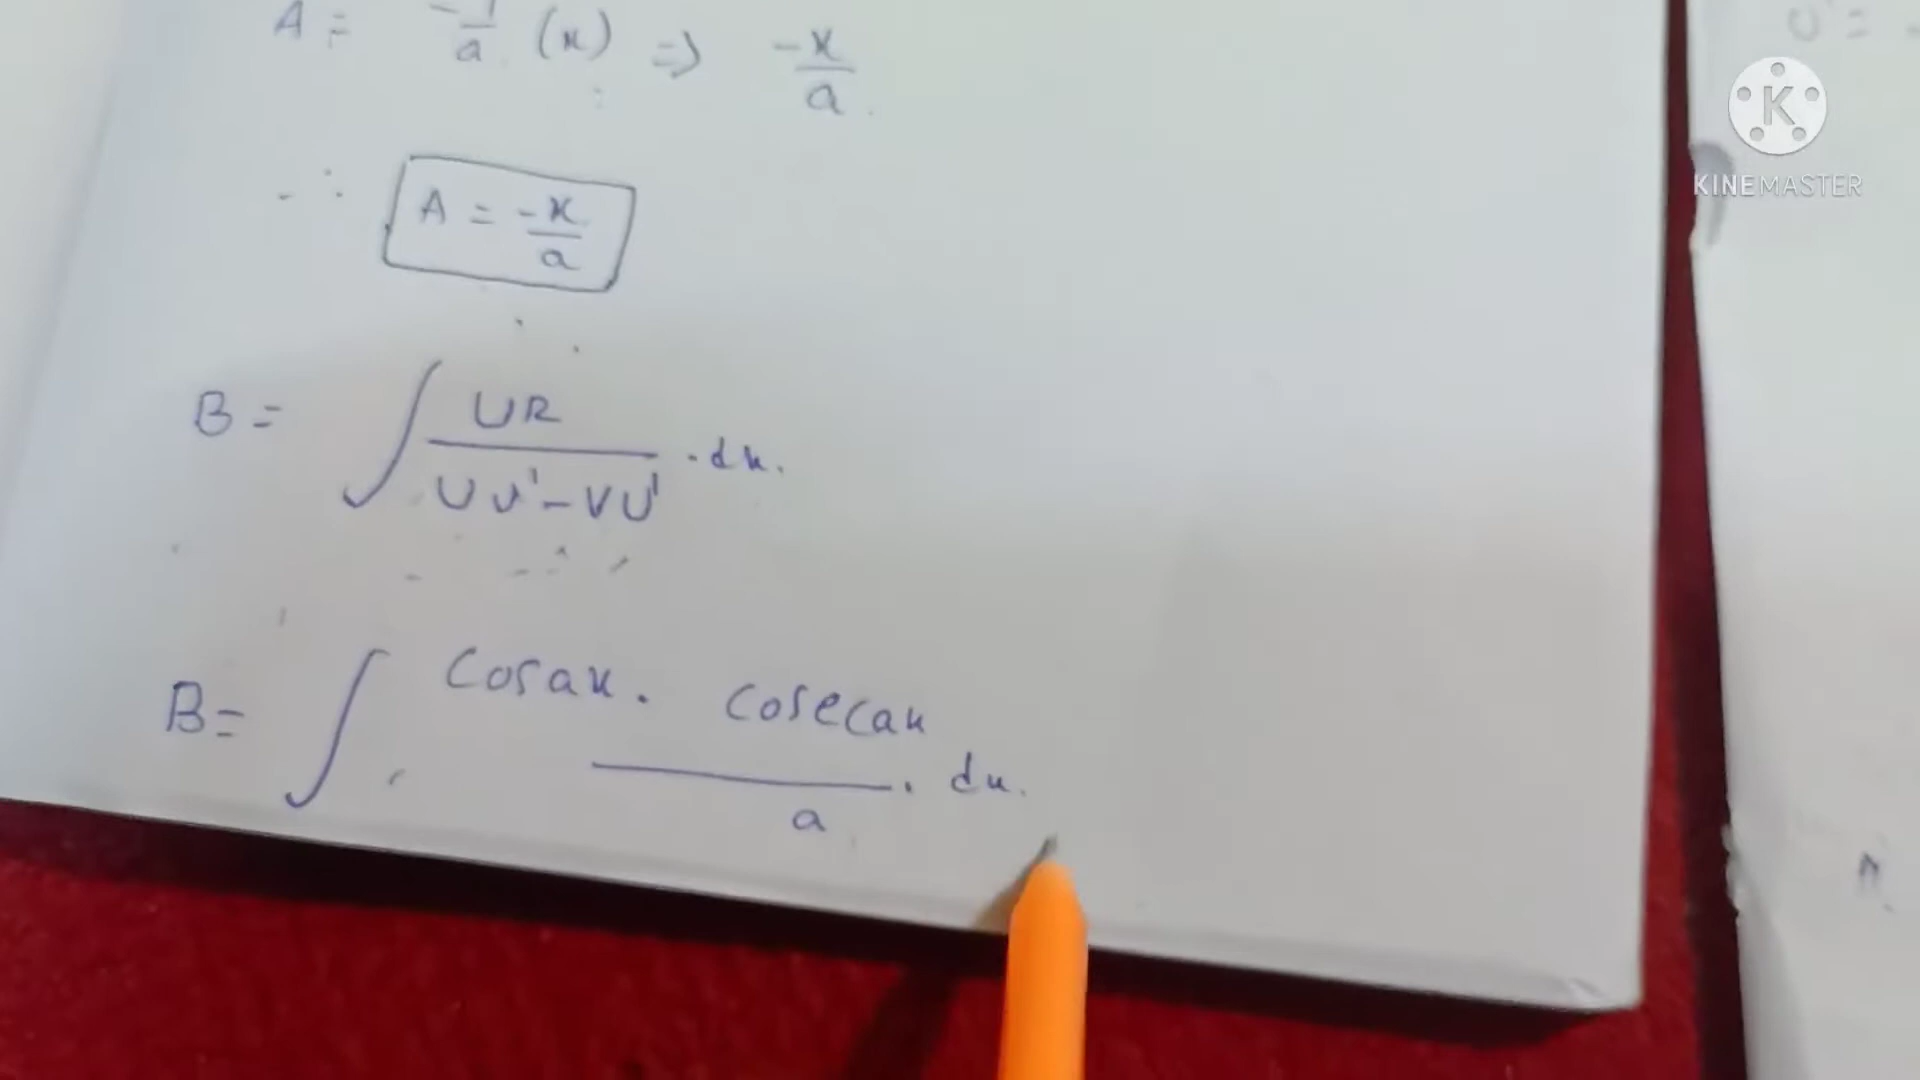 A = -1/a (x) => -x/a
∴ A = -x/a
B = ∫ UR / UV' - VU' . dx.
B = ∫ Cosax . Cosecax / a . dx.
U' =
KINEMASTER